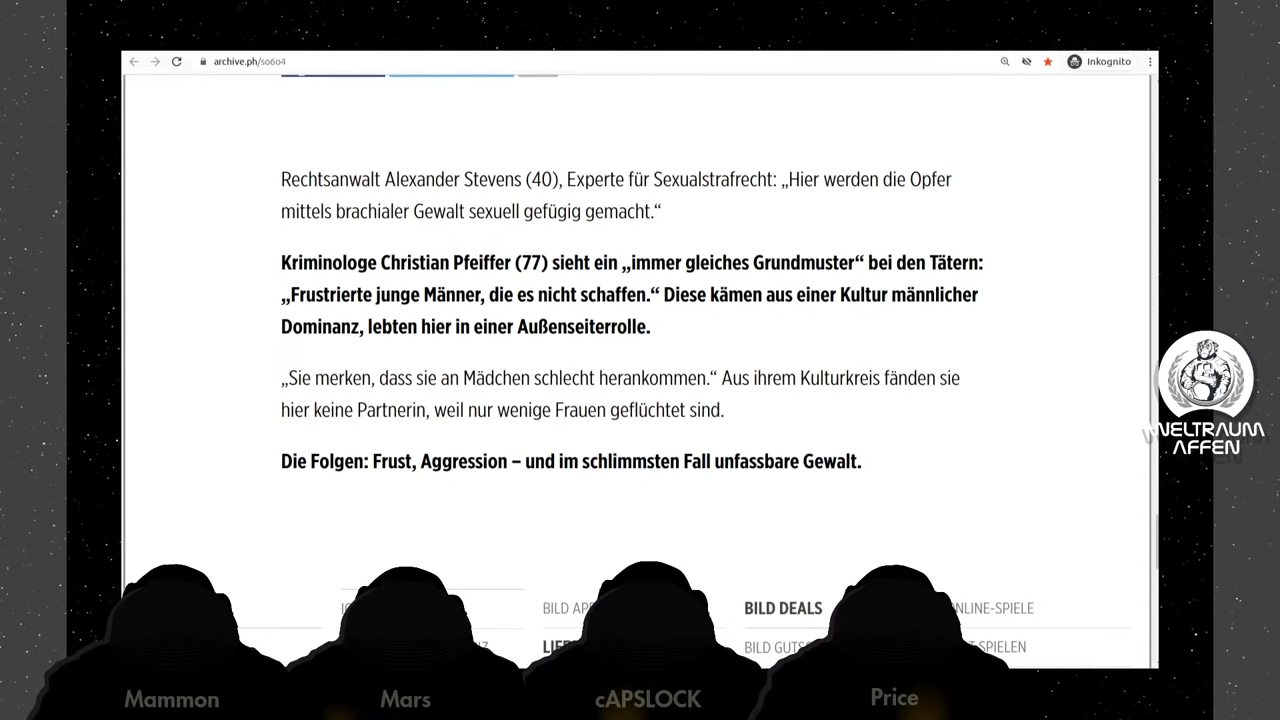 archive.ph/so6o4
Inkognito
Rechtsanwalt Alexander Stevens (40), Experte für Sexualstrafrecht: „Hier werden die Opfer
mittels brachialer Gewalt sexuell gefügig gemacht.“
Kriminologe Christian Pfeiffer (77) sieht ein „immer gleiches Grundmuster“ bei den Tätern:
„Frustrierte junge Männer, die es nicht schaffen.“ Diese kämen aus einer Kultur männlicher
Dominanz, lebten hier in einer Außenseiterrolle.
„Sie merken, dass sie an Mädchen schlecht herankommen.“ Aus ihrem Kulturkreis fänden sie
hier keine Partnerin, weil nur wenige Frauen geflüchtet sind.
Die Folgen: Frust, Aggression – und im schlimmsten Fall unfassbare Gewalt.
WELTRAUM
AFFEN
BILD DEALS
NLINE-SPIELE
BILD
SPIELEN
Mammon Mars cAPSLOCK Price